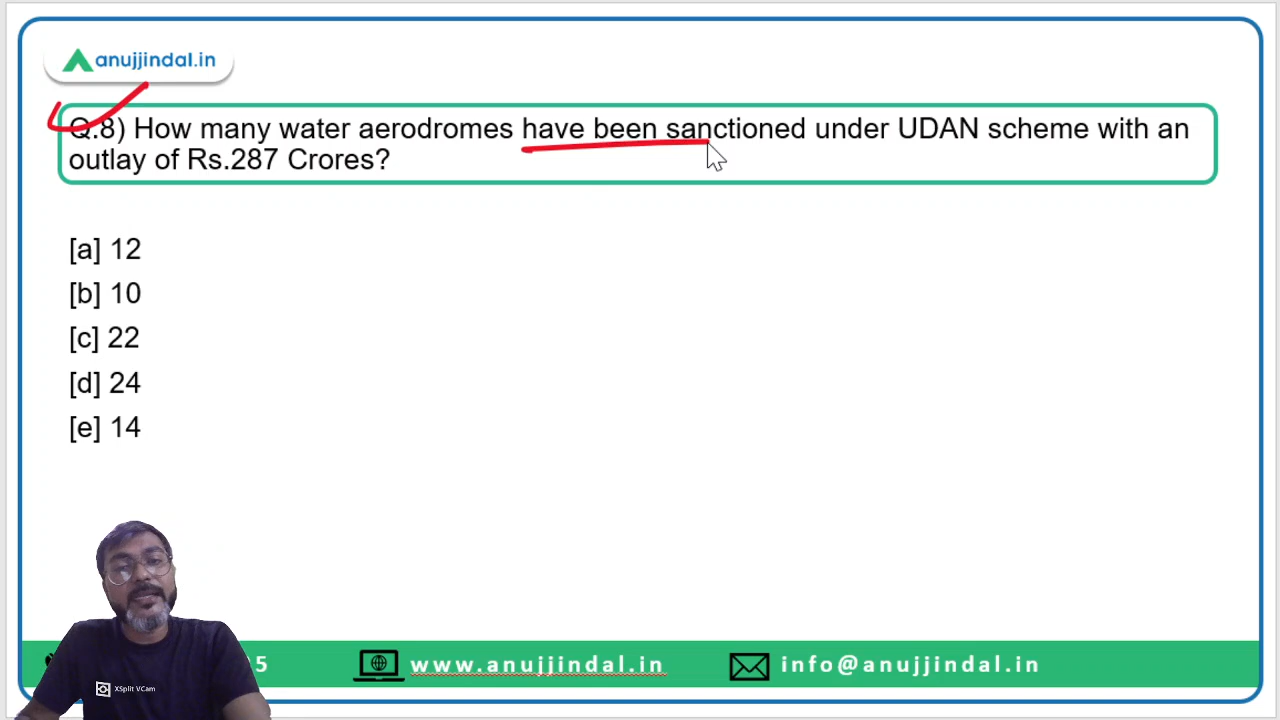 anujjindal.in
Q.8) How many water aerodromes have been sanctioned under UDAN scheme with an
outlay of Rs.287 Crores?
[a] 12
[b] 10
[c] 22
[d] 24
[e] 14
5 www.anujjindal.in info@anujjindal.in
XSplit VCam